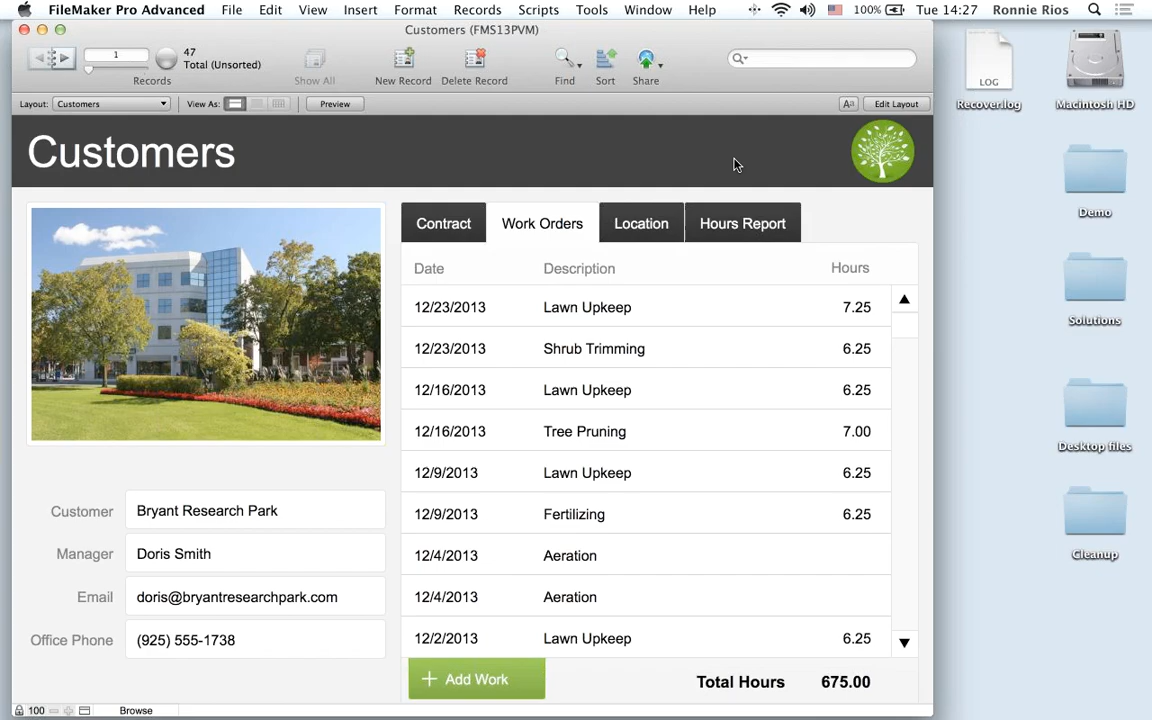 FileMaker Pro Advanced File Edit View Insert Format Records Scripts Tools Window Help 100% Tue 14:27 Ronnie Rios
Customers (FMS13PVM)
1 47
Total (Unsorted)
Records Show All New Record Delete Record Find Sort Share
Layout: Customers View As: Preview Aa Edit Layout
Customers
Contract Work Orders Location Hours Report
Date Description Hours
12/23/2013 Lawn Upkeep 7.25
12/23/2013 Shrub Trimming 6.25
12/16/2013 Lawn Upkeep 6.25
12/16/2013 Tree Pruning 7.00
12/9/2013 Lawn Upkeep 6.25
12/9/2013 Fertilizing 6.25
12/4/2013 Aeration
12/4/2013 Aeration
12/2/2013 Lawn Upkeep 6.25
+ Add Work Total Hours 675.00
Customer Bryant Research Park
Manager Doris Smith
Email doris@bryantresearchpark.com
Office Phone (925) 555-1738
100 Browse
LOG
Recover.log
Macintosh HD
Demo
Solutions
Desktop files
Cleanup